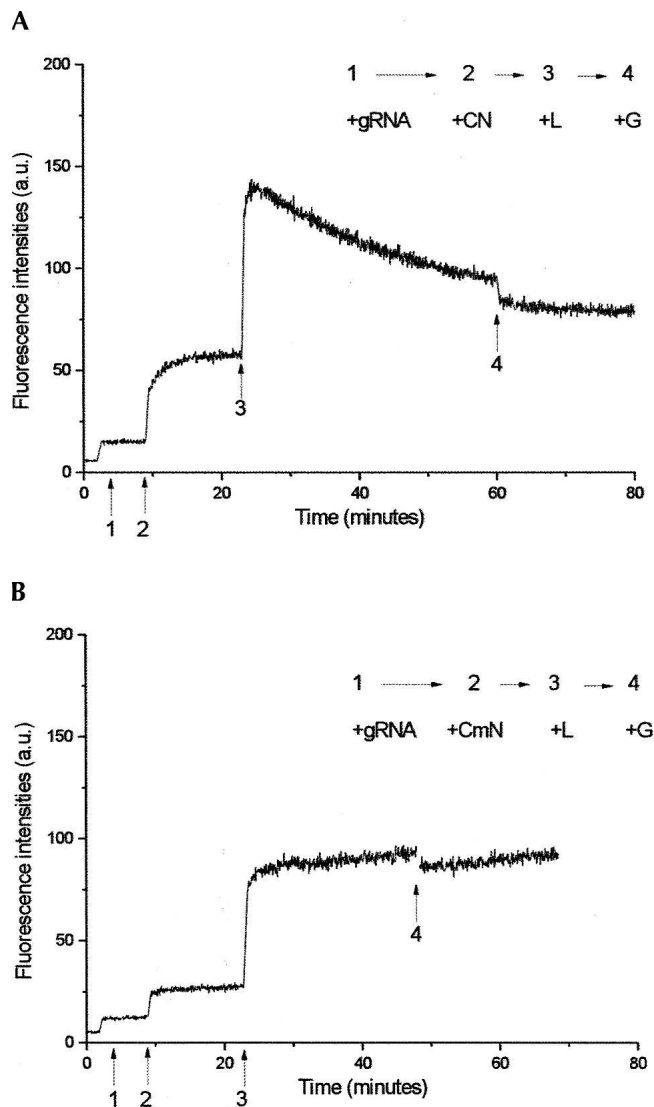 A
200
150
100
50
0
Fluorescence intensities (a.u.)
1 2 3 4
+gRNA +CN +L +G
3
4
0 20 40 60 80
1 2
Time (minutes)
B
200
150
100
50
0
Fluorescence intensities (a.u.)
1 2 3 4
+gRNA +CmN +L +G
4
0 20 40 60 80
1 2 3
Time (minutes)